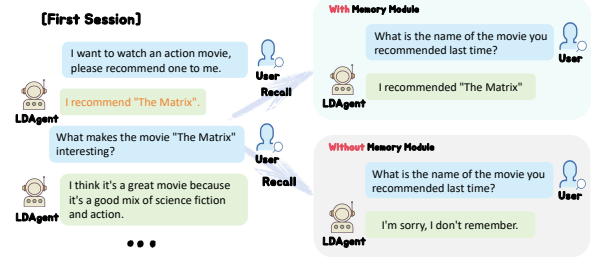 [First Session]
I want to watch an action movie,
please recommend one to me.
User
Recall
I recommend "The Matrix".
LDAgent
What makes the movie "The Matrix"
interesting?
User
Recall
I think it's a great movie because
it's a good mix of science fiction
and action.
LDAgent
With Memory Module
What is the name of the movie you
recommended last time?
User
I recommended "The Matrix"
LDAgent
Without Memory Module
What is the name of the movie you
recommended last time?
User
I'm sorry, I don't remember.
LDAgent